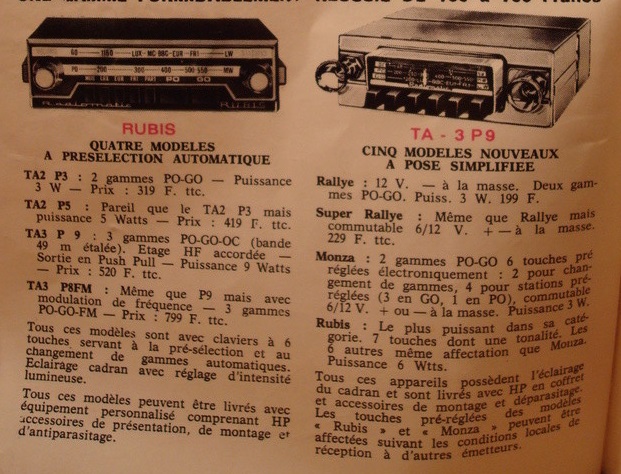 UNE GAMME FORMIDABLEMENT REUSSIE DE 180 à 780 Francs
RUBIS
QUATRE MODELES
A PRESELECTION AUTOMATIQUE
TA2 P3 : 2 gammes PO-GO — Puissance
3 W — Prix : 319 F. ttc.
TA2 P5 : Pareil que le TA2 P3 mais
puissance 5 Watts — Prix : 419 F. ttc.
TA3 P 9 : 3 gammes PO-GO-OC (bande
49 m étalée). Etage HF accordée —
Sortie en Push Pull — Puissance 9 Watts
— Prix : 520 F. ttc.
TA3 P8FM : Même que P9 mais avec
modulation de fréquence — 3 gammes
PO-GO-FM — Prix : 799 F. ttc.
Tous ces modèles sont avec claviers à 6
touches servant à la pré-sélection et au
changement de gammes automatiques.
Eclairage cadran avec réglage d'intensité
lumineuse.
Tous ces modèles peuvent être livrés avec
équipement personnalisé comprenant HP
accessoires de présentation, de montage et
d'antiparasitage.
TA - 3 P9
CINQ MODELES NOUVEAUX
A POSE SIMPLIFIEE
Rallye : 12 V. — à la masse. Deux gam-
mes PO-GO. Puiss. 3 W. 199 F.
Super Rallye : Même que Rallye mais
commutable 6/12 V. + — à la masse.
229 F. ttc.
Monza : 2 gammes PO-GO 6 touches pré
réglées électroniquement : 2 pour chan-
gement de gammes, 4 pour stations pré-
réglées (3 en GO, 1 en PO), commutable
6/12 V. + ou — à la masse. Puissance 3 W.
Rubis : Le plus puissant dans sa caté-
gorie. 7 touches dont une tonalité. Les
6 autres même affectation que Monza.
Puissance 6 Wtts.
Tous ces appareils possèdent l'éclairage
du cadran et sont livrés avec HP en coffret
et accessoires de montage et déparasitage.
Les touches pré-réglées des modèles
« Rubis » et « Monza » peuvent être
affectées suivant les conditions locales de
réception à d'autres émetteurs.